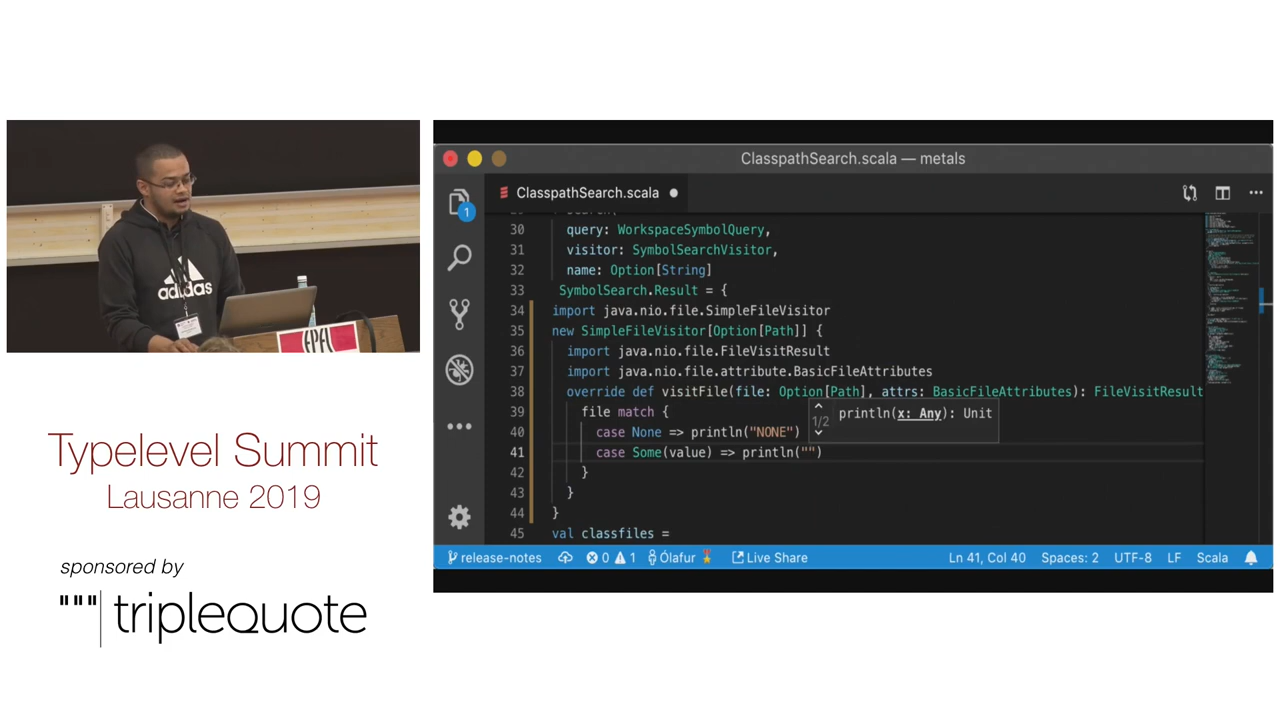 adidas
EPFL
Typelevel Summit
Lausanne 2019
sponsored by
"""|triplequote
ClasspathSearch.scala — metals
1
ClasspathSearch.scala
30 query: WorkspaceSymbolQuery,
31 visitor: SymbolSearchVisitor,
32 name: Option[String]
33 SymbolSearch.Result = {
34 import java.nio.file.SimpleFileVisitor
35 new SimpleFileVisitor[Option[Path]] {
36 import java.nio.file.FileVisitResult
37 import java.nio.file.attribute.BasicFileAttributes
38 override def visitFile(file: Option[Path], attrs: BasicFileAttributes): FileVisitResult
39 file match {
1/2 println(x: Any): Unit
40 case None => println("NONE")
41 case Some(value) => println("")
42 }
43 }
44 }
45 val classfiles =
release-notes 0 1 Ólafur Live Share Ln 41, Col 40 Spaces: 2 UTF-8 LF Scala